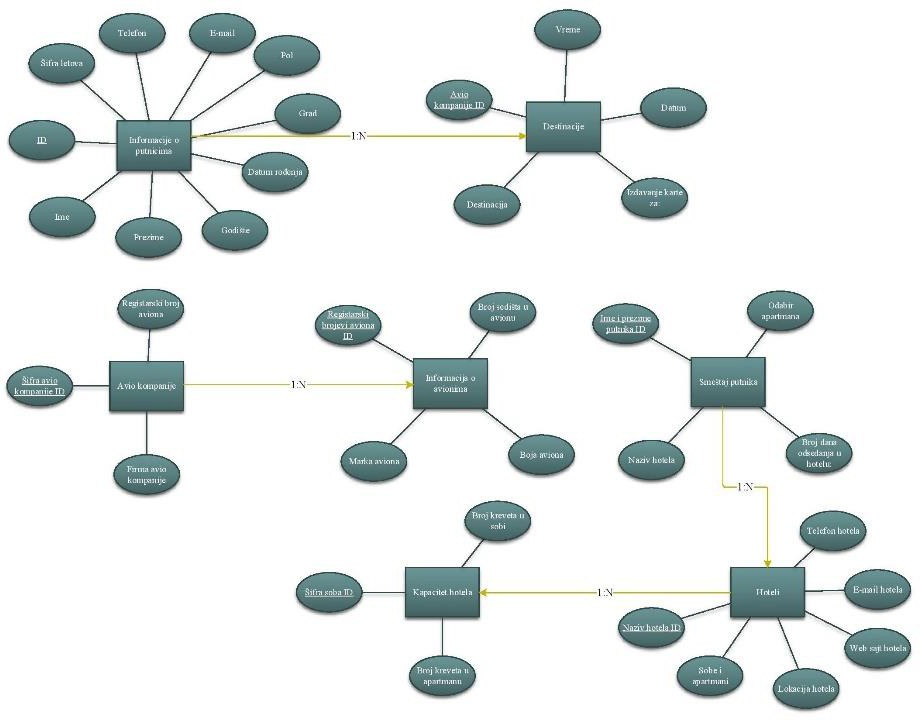 Telefon
E-mail
Pol
Šifra letova
Grad
ID
Informacije o
putnicima
1:N
Datum rođenja
Ime
Prezime
Godište
Vreme
Avio
kompanije ID
Datum
Destinacije
Destinacija
Izdavanje karte
za:
Registarski broj
aviona
Šifra avio
kompanije ID
Avio kompanije
1:N
Firma avio
kompanije
Registarski
brojevi aviona
ID
Broj sedišta u
avionu
Informacija o
avionima
Marka aviona
Boja aviona
Ime i prezime
putnika ID
Odabir
apartmana
Smeštaj putnika
Naziv hotela
Broj dana
odsedanja u
hotelu:
1:N
Broj kreveta u
sobi
Šifra soba ID
Kapacitet hotela
1:N
Broj kreveta u
apartmanu
Telefon hotela
E-mail hotela
Hoteli
Naziv hotela ID
Web sajt hotela
Sobe i
apartmani
Lokacija hotela